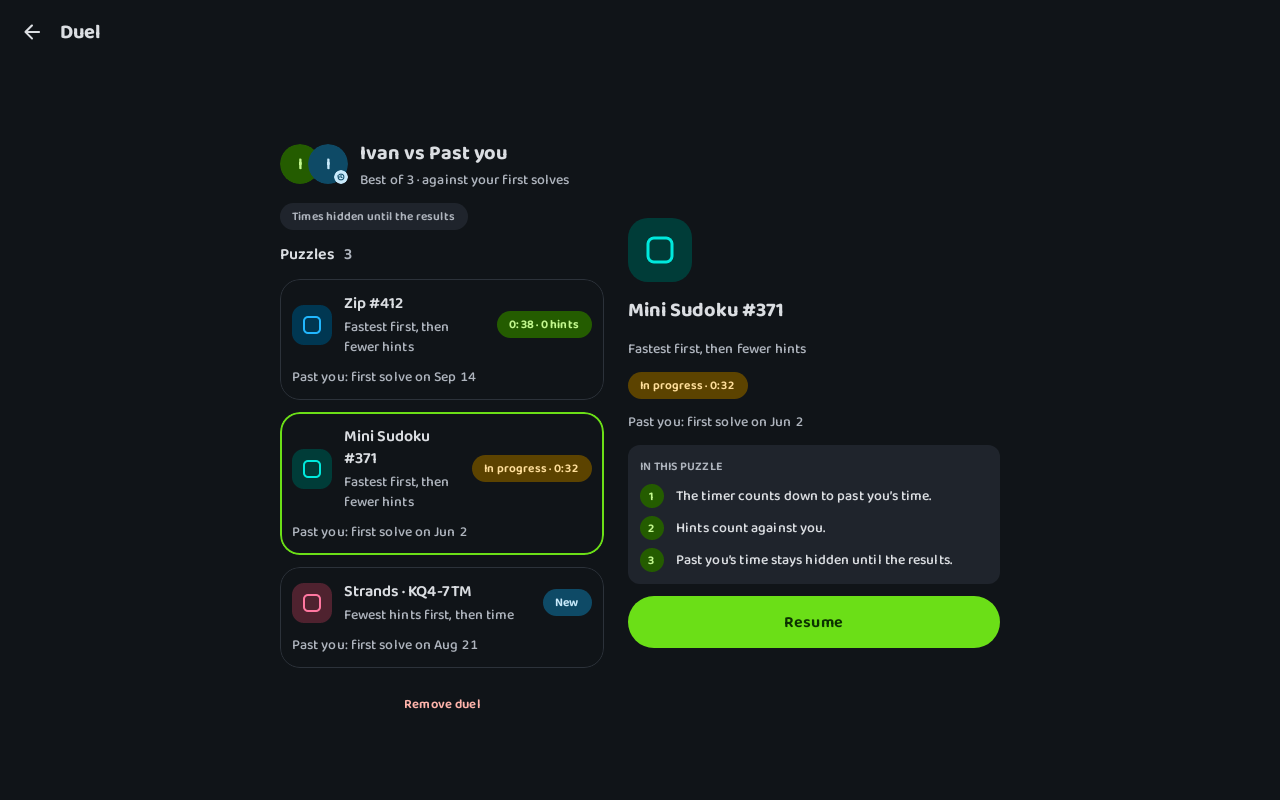 Duel
I
I
Ivan vs Past you
Best of 3 · against your first solves
Times hidden until the results
Puzzles 3
Zip #412
Fastest first, then
fewer hints
0:38 · 0 hints
Past you: first solve on Sep 14
Mini Sudoku
#371
Fastest first, then
fewer hints
In progress · 0:32
Past you: first solve on Jun 2
Strands · KQ4-7TM
Fewest hints first, then time
New
Past you: first solve on Aug 21
Remove duel
Mini Sudoku #371
Fastest first, then fewer hints
In progress · 0:32
Past you: first solve on Jun 2
IN THIS PUZZLE
1 The timer counts down to past you's time.
2 Hints count against you.
3 Past you's time stays hidden until the results.
Resume